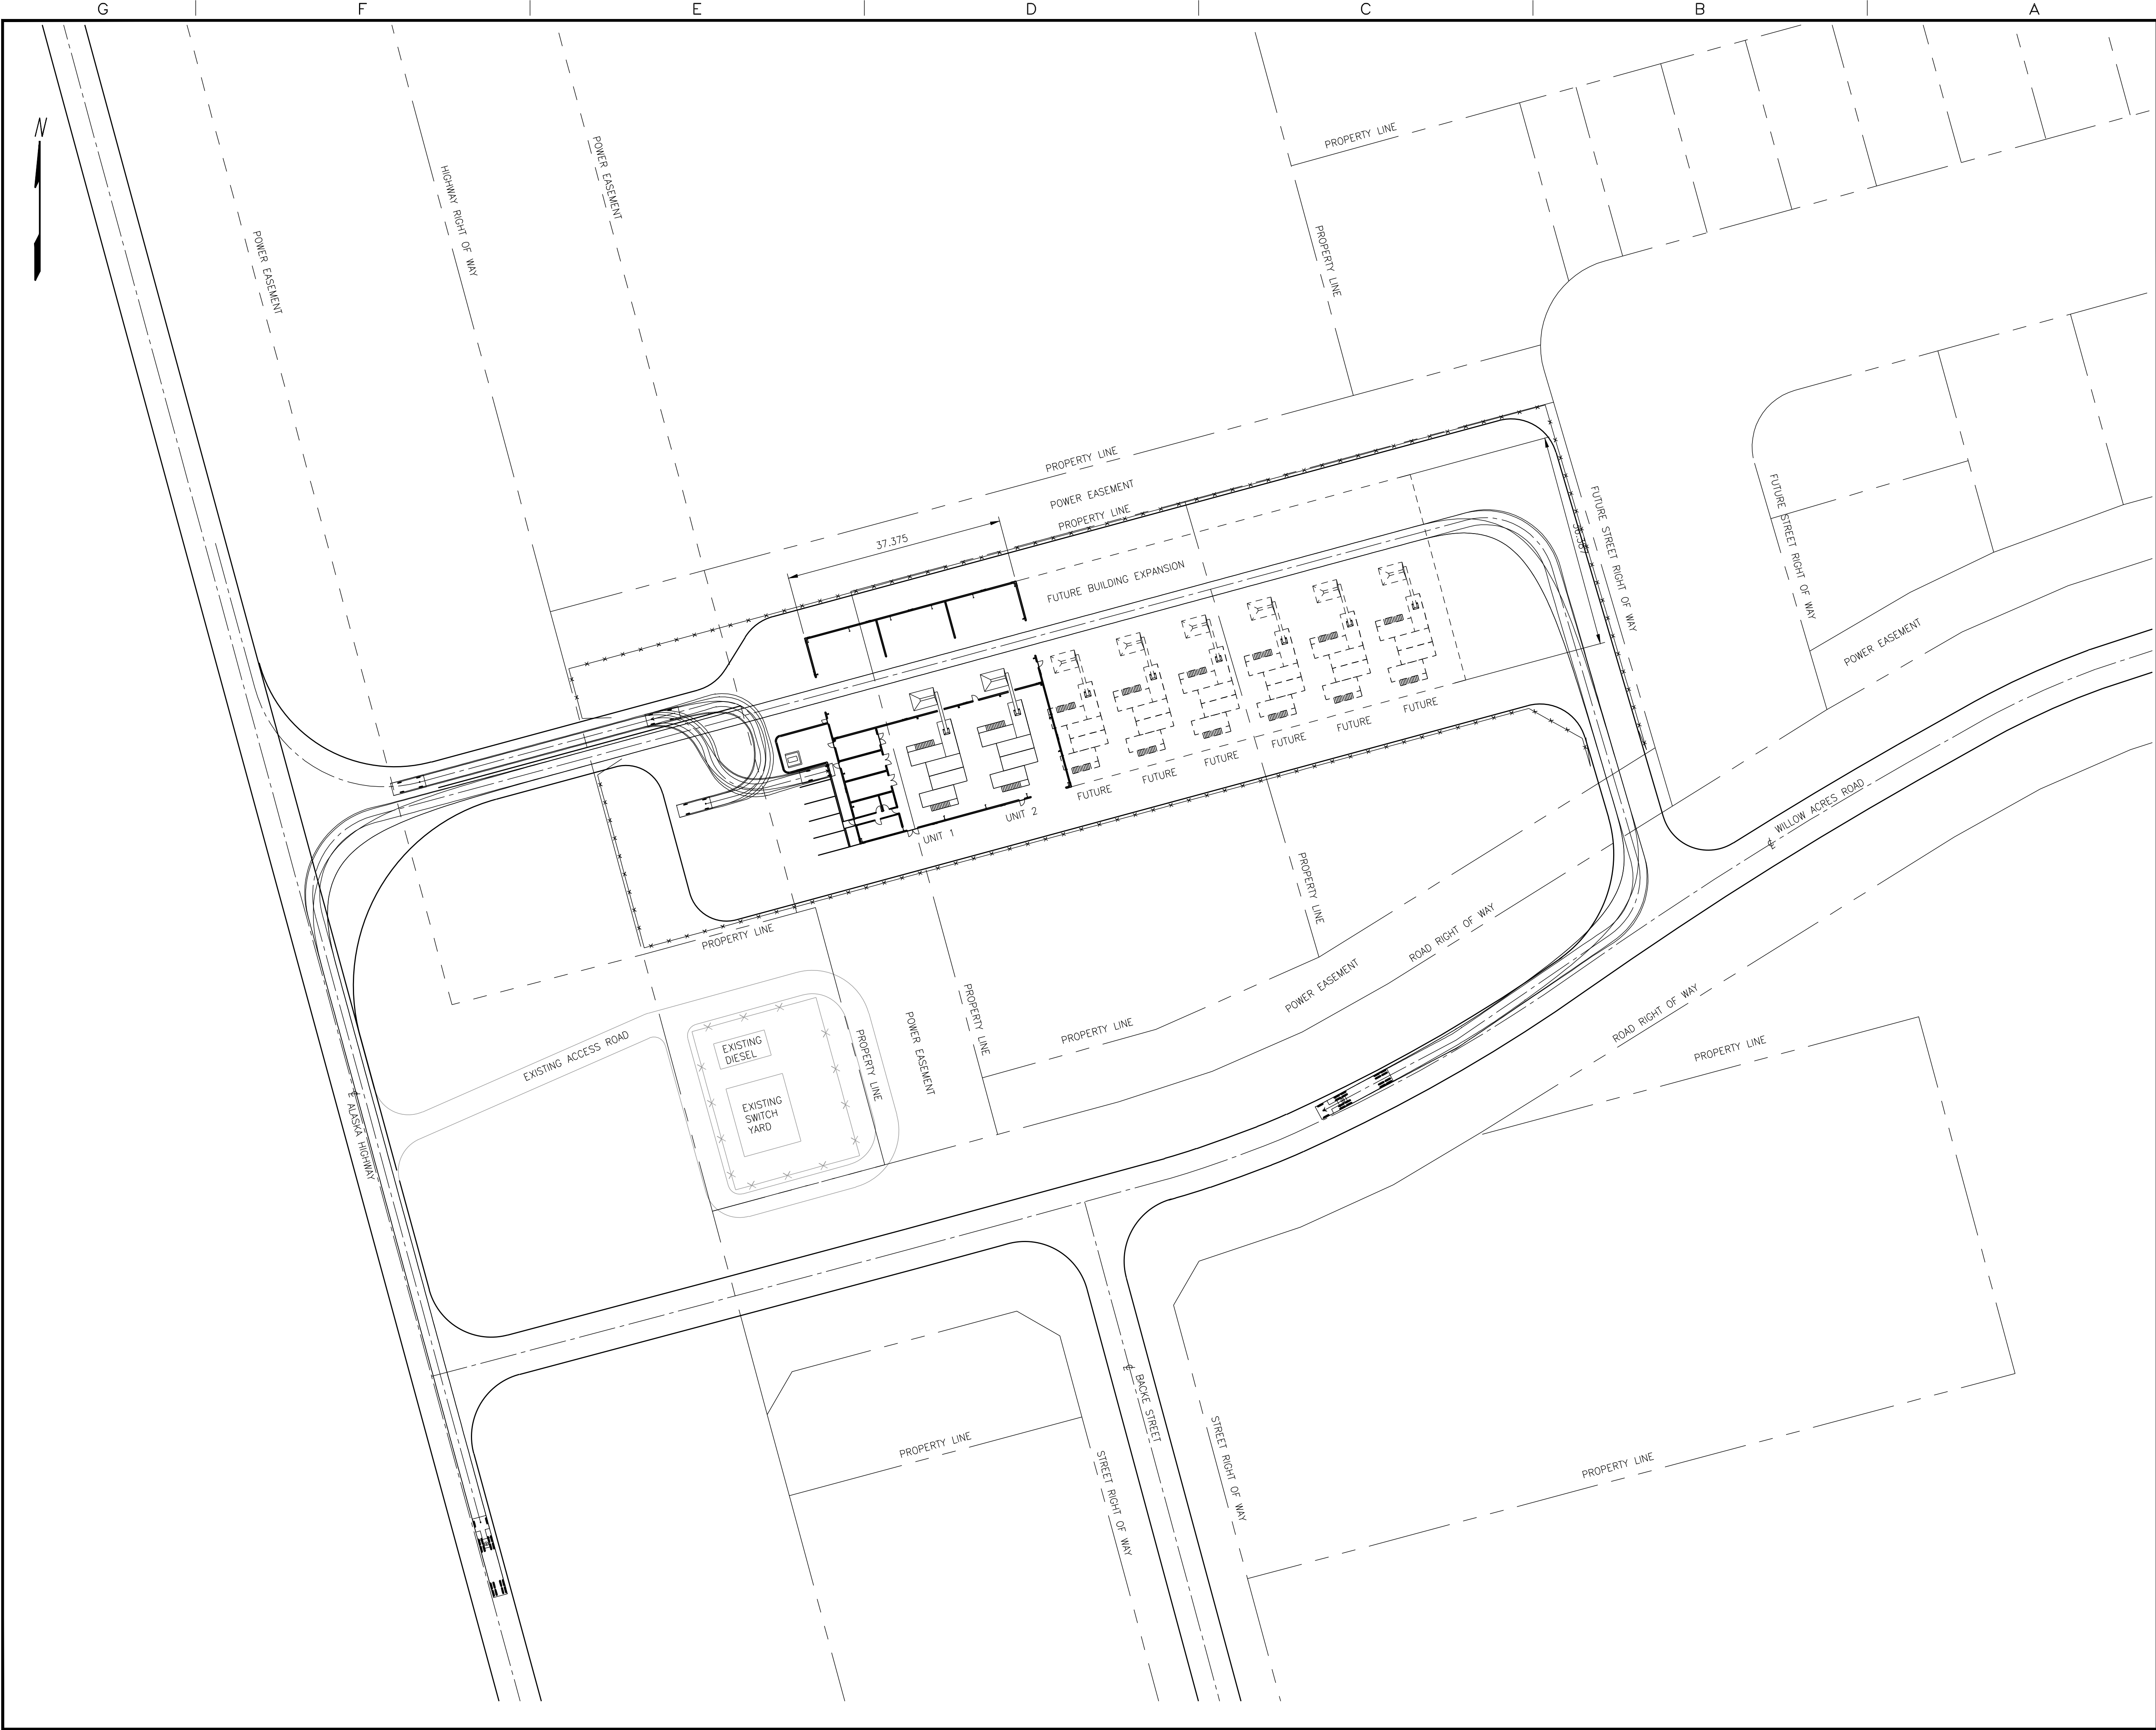 G
F
E
D
C
B
A
N
POWER EASEMENT
HIGHWAY RIGHT OF WAY
POWER EASEMENT
PROPERTY LINE
PROPERTY LINE
PROPERTY LINE
POWER EASEMENT
PROPERTY LINE
37.375
FUTURE BUILDING EXPANSION
FUTURE STREET RIGHT OF WAY
FUTURE STREET RIGHT OF WAY
POWER EASEMENT
UNIT 1
UNIT 2
FUTURE
FUTURE
FUTURE
FUTURE
FUTURE
FUTURE
℄ WILLOW ACRES ROAD
PROPERTY LINE
PROPERTY LINE
ROAD RIGHT OF WAY
POWER EASEMENT
PROPERTY LINE
PROPERTY LINE
POWER EASEMENT
PROPERTY LINE
ROAD RIGHT OF WAY
PROPERTY LINE
EXISTING ACCESS ROAD
EXISTING
DIESEL
EXISTING
SWITCH
YARD
℄ ALASKA HIGHWAY
℄ BACKE STREET
STREET RIGHT OF WAY
STREET RIGHT OF WAY
PROPERTY LINE
PROPERTY LINE